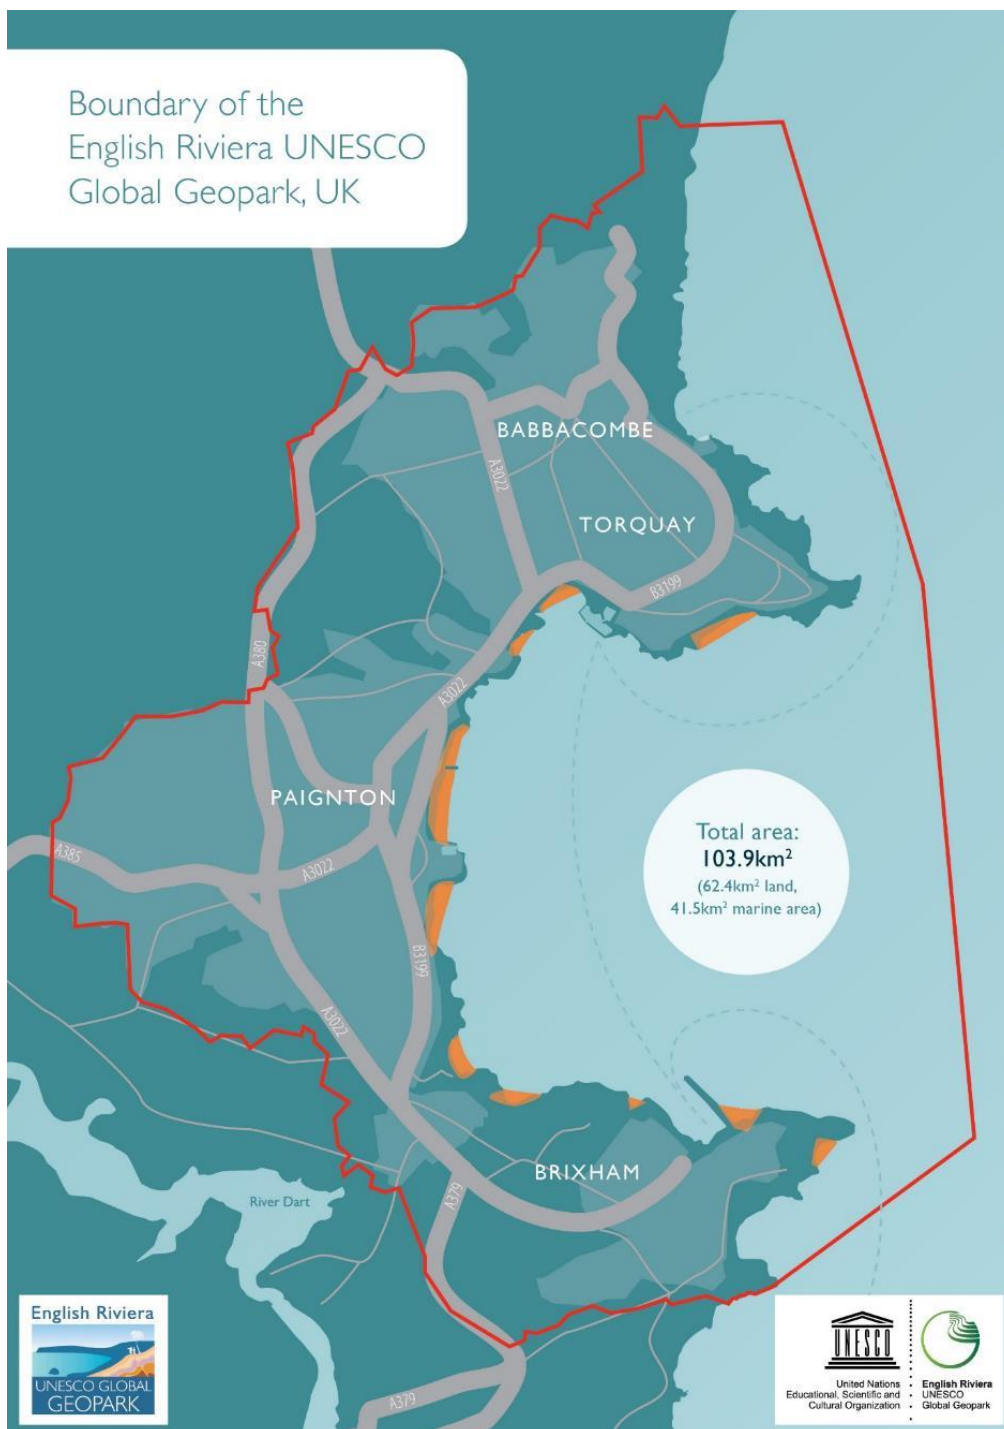 Boundary of the
English Riviera UNESCO
Global Geopark, UK
BABBACOMBE
A3022
TORQUAY
B3199
A380
A3022
PAIGNTON
Total area:
103.9km²
(62.4km² land,
41.5km² marine area)
A385
A3022
B3199
A3022
BRIXHAM
A379
River Dart
A379
English Riviera
UNESCO GLOBAL
GEOPARK
UNESCO
United Nations
Educational, Scientific and
Cultural Organization
English Riviera
UNESCO
Global Geopark